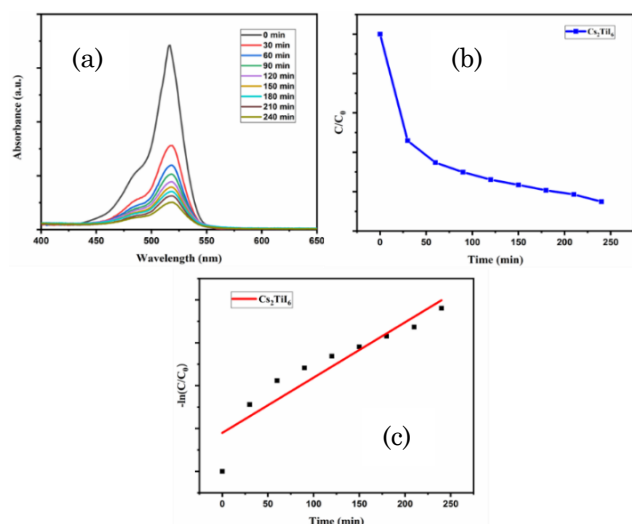 (a)
0 min
30 min
60 min
90 min
120 min
150 min
180 min
210 min
240 min
Absorbance (a.u.)
400 450 500 550 600 650
Wavelength (nm)
(b)
Cs₂TiI₆
C/C₀
0 50 100 150 200 250
Time (min)
Cs₂TiI₆
-ln(C/C₀)
(c)
0 50 100 150 200 250
Time (min)